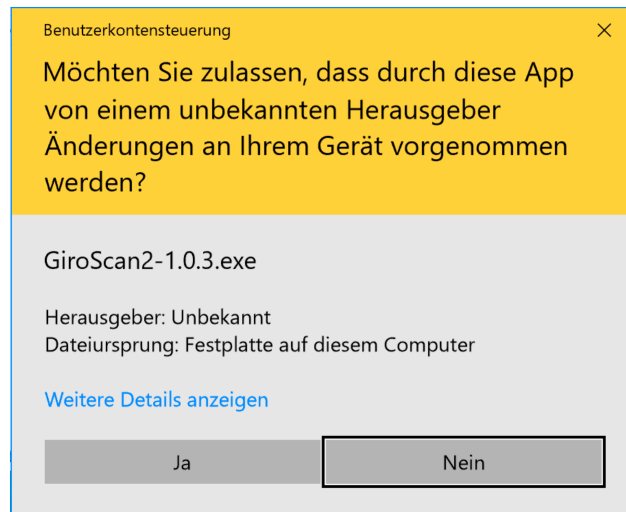 Benutzerkontensteuerung
Möchten Sie zulassen, dass durch diese App
von einem unbekannten Herausgeber
Änderungen an Ihrem Gerät vorgenommen
werden?
GiroScan2-1.0.3.exe
Herausgeber: Unbekannt
Dateiursprung: Festplatte auf diesem Computer
Weitere Details anzeigen
Ja
Nein